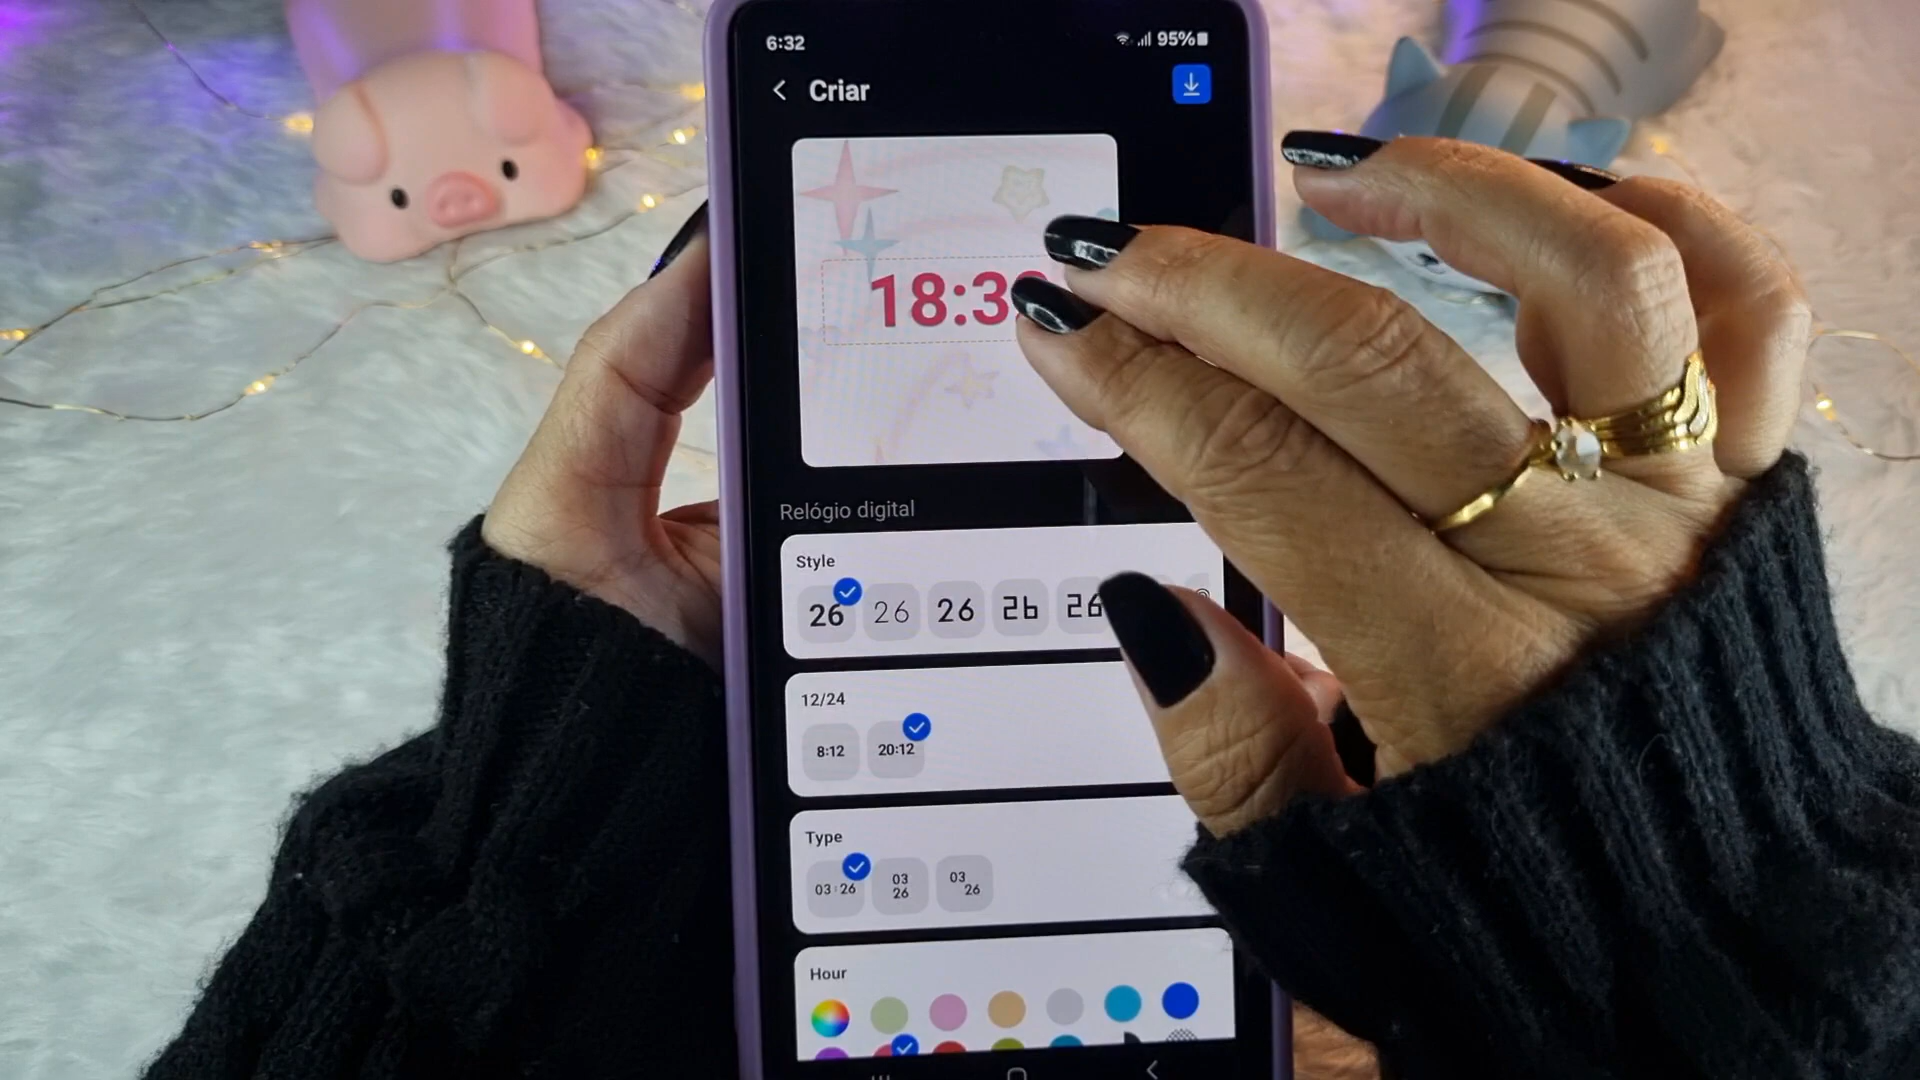 6:32 95%
Criar
18:3
Relógio digital
Style
26 26 26 26 26
12/24
8:12 20:12
Type
03:26 03 03
26 26
Hour